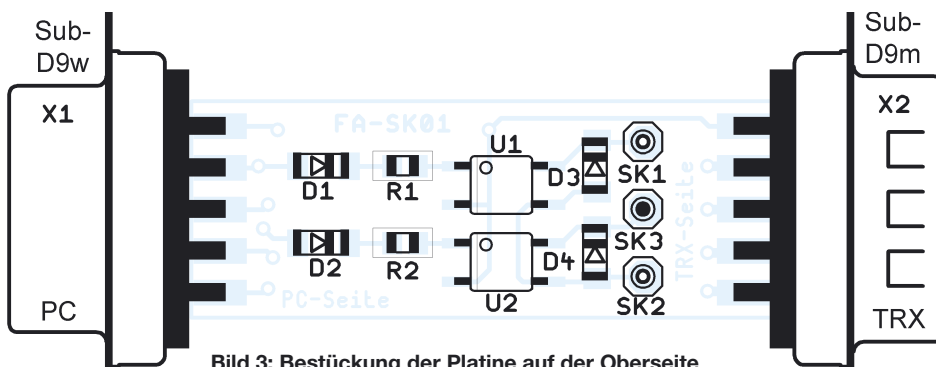 Sub-
D9w
X1
PC
FA-SK01
D1
R1
U1
D3
SK1
SK3
D2
R2
U2
D4
SK2
PC-Seite
TRX-Seite
Sub-
D9m
X2
TRX
Bild 3: Bestückung der Platine auf der Oberseite